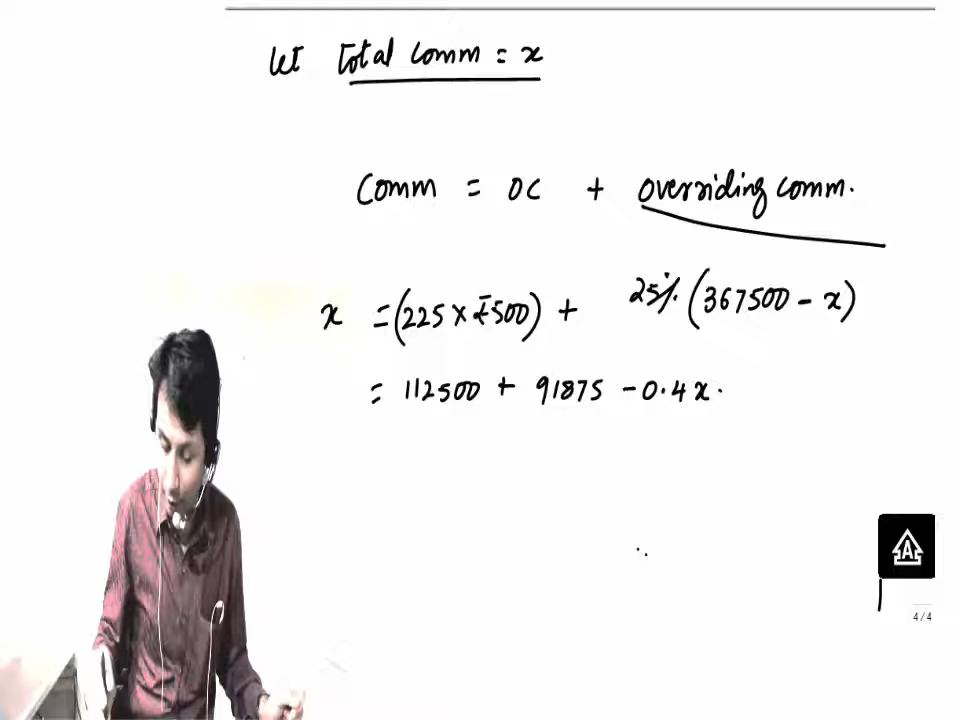 let total comm = x
Comm = OC + overriding comm.
x = (225 × ₹500) + 25% (367500 - x)
= 112500 + 91875 - 0.4x.
A
4/4